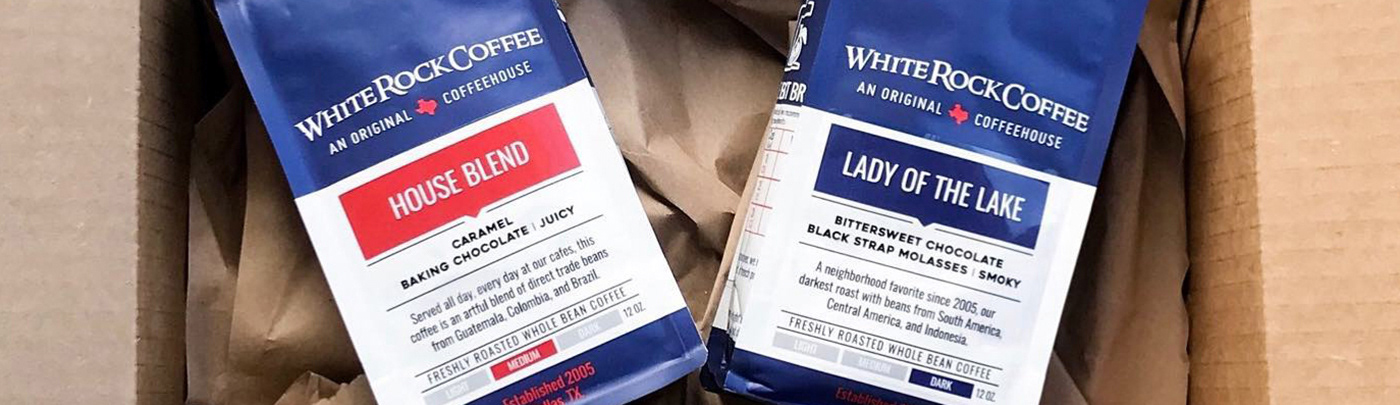 WHITE ROCK COFFEE
AN ORIGINAL COFFEEHOUSE
HOUSE BLEND
CARAMEL
BAKING CHOCOLATE | JUICY
Served all day, every day at our cafes, this
coffee is an artful blend of direct trade beans
from Guatemala, Colombia, and Brazil.
FRESHLY ROASTED WHOLE BEAN COFFEE
LIGHT MEDIUM DARK 12 OZ.
Established 2005
TX
WHITE ROCK COFFEE
AN ORIGINAL COFFEEHOUSE
LADY OF THE LAKE
BITTERSWEET CHOCOLATE
BLACK STRAP MOLASSES | SMOKY
A neighborhood favorite since 2005, our
darkest roast with beans from South America,
Central America, and Indonesia.
FRESHLY ROASTED WHOLE BEAN COFFEE
LIGHT MEDIUM DARK 12 OZ.
Established